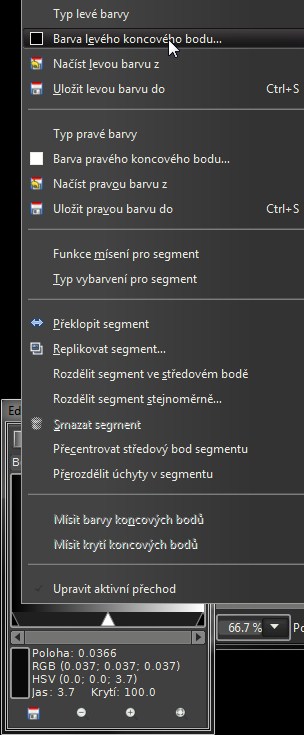 Typ levé barvy
Barva levého koncového bodu...
Načíst levou barvu z
Uložit levou barvu do Ctrl+S
Typ pravé barvy
Barva pravého koncového bodu...
Načíst pravou barvu z
Uložit pravou barvu do Ctrl+S
Funkce mísení pro segment
Typ vybarvení pro segment
Překlopit segment
Replikovat segment...
Rozdělit segment ve středovém bodě
Rozdělit segment stejnoměrně...
Smazat segment
Přecentrovat středový bod segmentu
Přerozdělit úchyty v segmentu
Mísit barvy koncových bodů
Mísit krytí koncových bodů
Upravit aktivní přechod
66.7 %
Poloha: 0.0366
RGB (0.037; 0.037; 0.037)
HSV (0.0; 0.0; 3.7)
Jas: 3.7 Krytí: 100.0